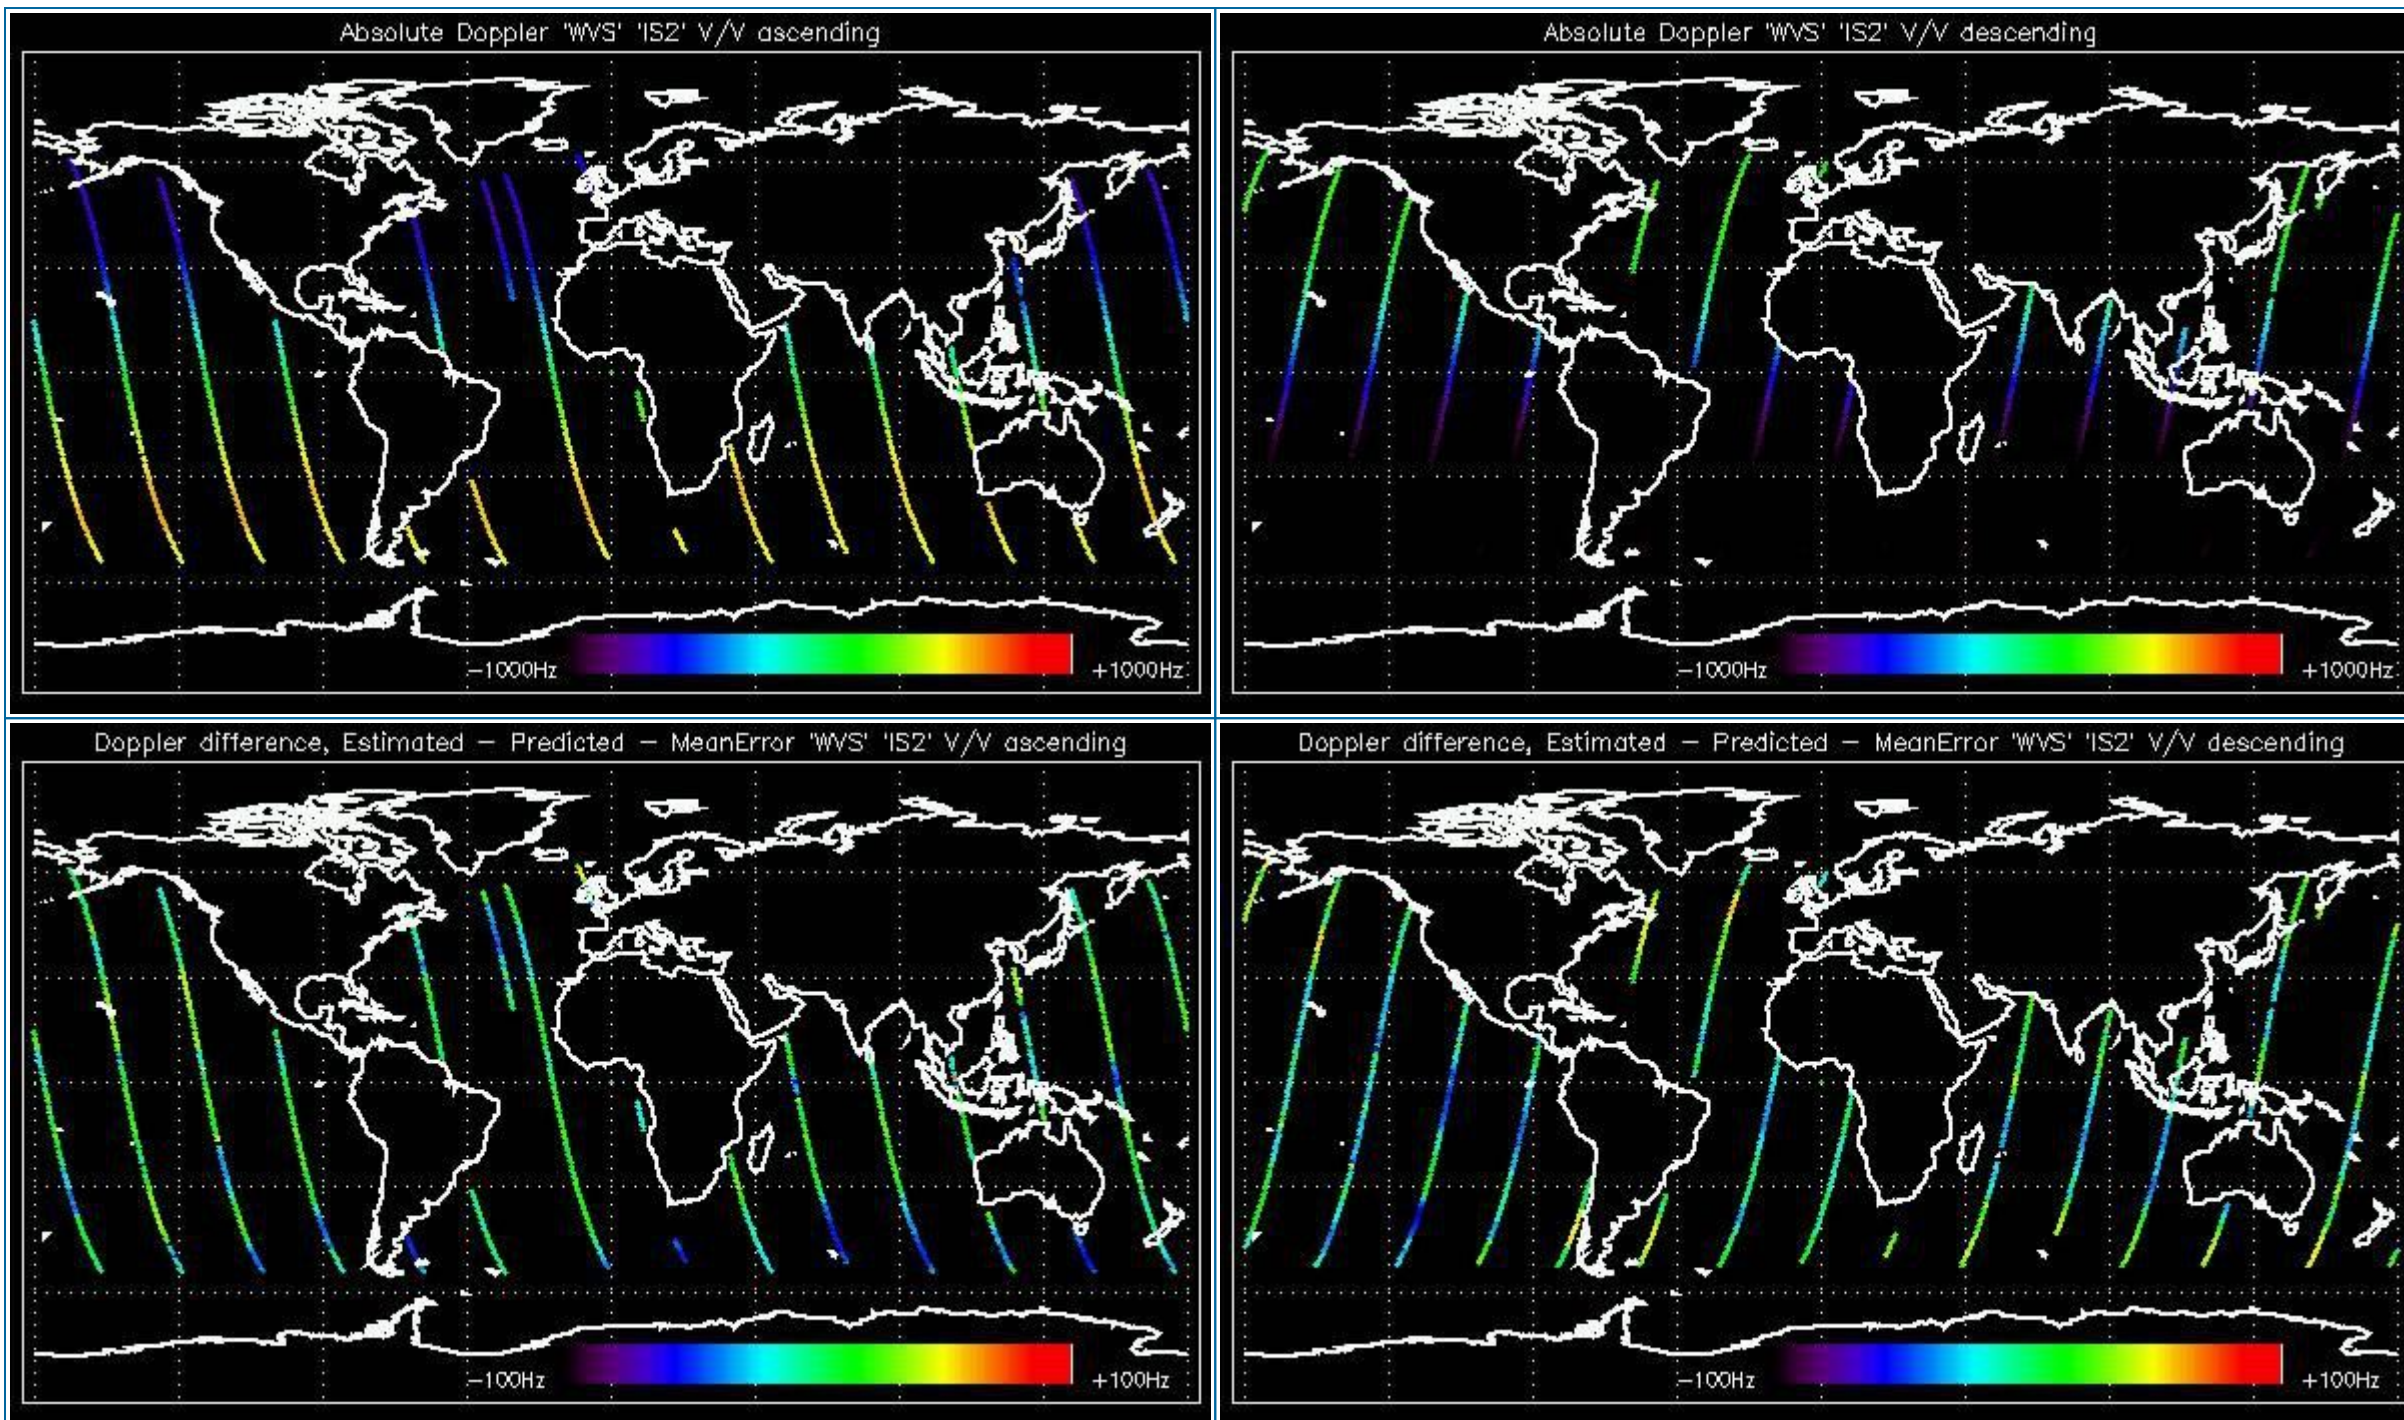 Absolute Doppler 'WVS' 'IS2' V/V ascending
-1000Hz
+1000Hz
Absolute Doppler 'WVS' 'IS2' V/V descending
-1000Hz
+1000Hz
Doppler difference, Estimated - Predicted - MeanError 'WVS' 'IS2' V/V ascending
-100Hz
+100Hz
Doppler difference, Estimated - Predicted - MeanError 'WVS' 'IS2' V/V descending
-100Hz
+100Hz